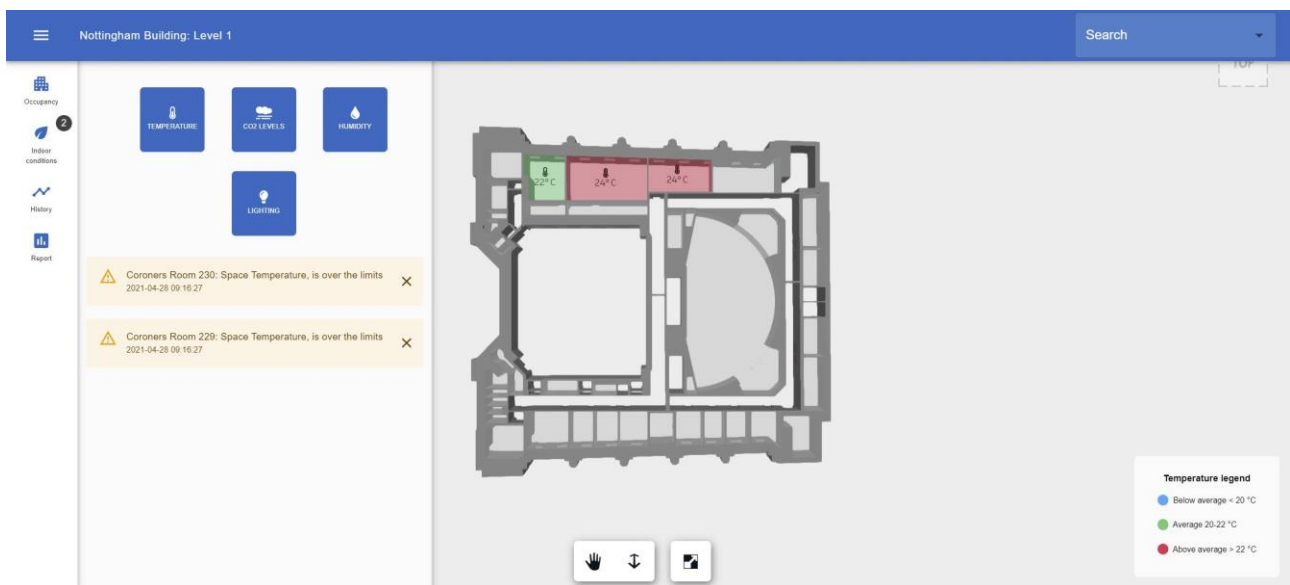 Nottingham Building: Level 1
Search
Occupancy
2
Indoor
conditions
History
Report
TEMPERATURE
CO2 LEVELS
HUMIDITY
LIGHTING
Coroners Room 230: Space Temperature, is over the limits
2021-04-28 09:16:27
Coroners Room 229: Space Temperature, is over the limits
2021-04-28 09:16:27
TOP
22°C
24°C
24°C
Temperature legend
Below average < 20 °C
Average 20-22 °C
Above average > 22 °C